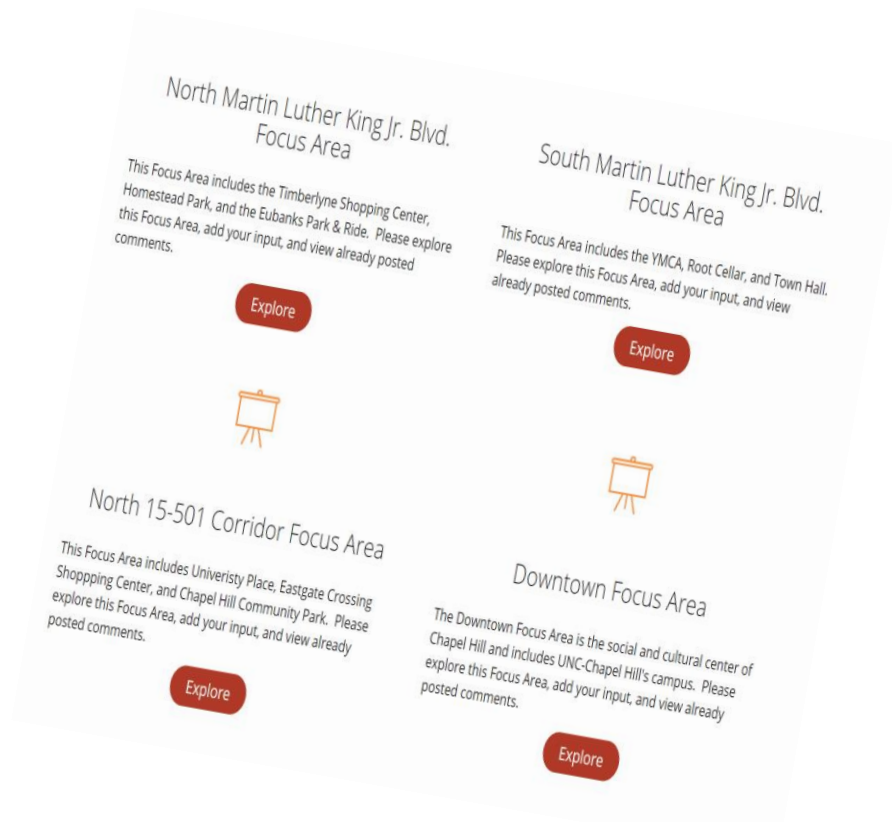 North Martin Luther King Jr. Blvd.
Focus Area
This Focus Area includes the Timberlyne Shopping Center,
Homestead Park, and the Eubanks Park & Ride. Please explore
this Focus Area, add your input, and view already posted
comments.
Explore
South Martin Luther King Jr. Blvd.
Focus Area
This Focus Area includes the YMCA, Root Cellar, and Town Hall.
Please explore this Focus Area, add your input, and view
already posted comments.
Explore
North 15-501 Corridor Focus Area
This Focus Area includes Univeristy Place, Eastgate Crossing
Shoppping Center, and Chapel Hill Community Park. Please
explore this Focus Area, add your input, and view already
posted comments.
Explore
Downtown Focus Area
The Downtown Focus Area is the social and cultural center of
Chapel Hill and includes UNC-Chapel Hill's campus. Please
explore this Focus Area, add your input, and view already
posted comments.
Explore